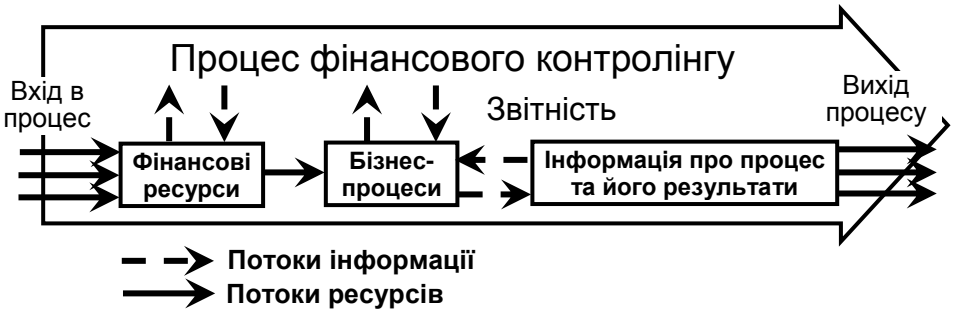 Процес фінансового контролінгу
Вхід в
процес
Звітність
Вихід
процесу
Фінансові
ресурси
Бізнес-
процеси
Інформація про процес
та його результати
Потоки інформації
Потоки ресурсів